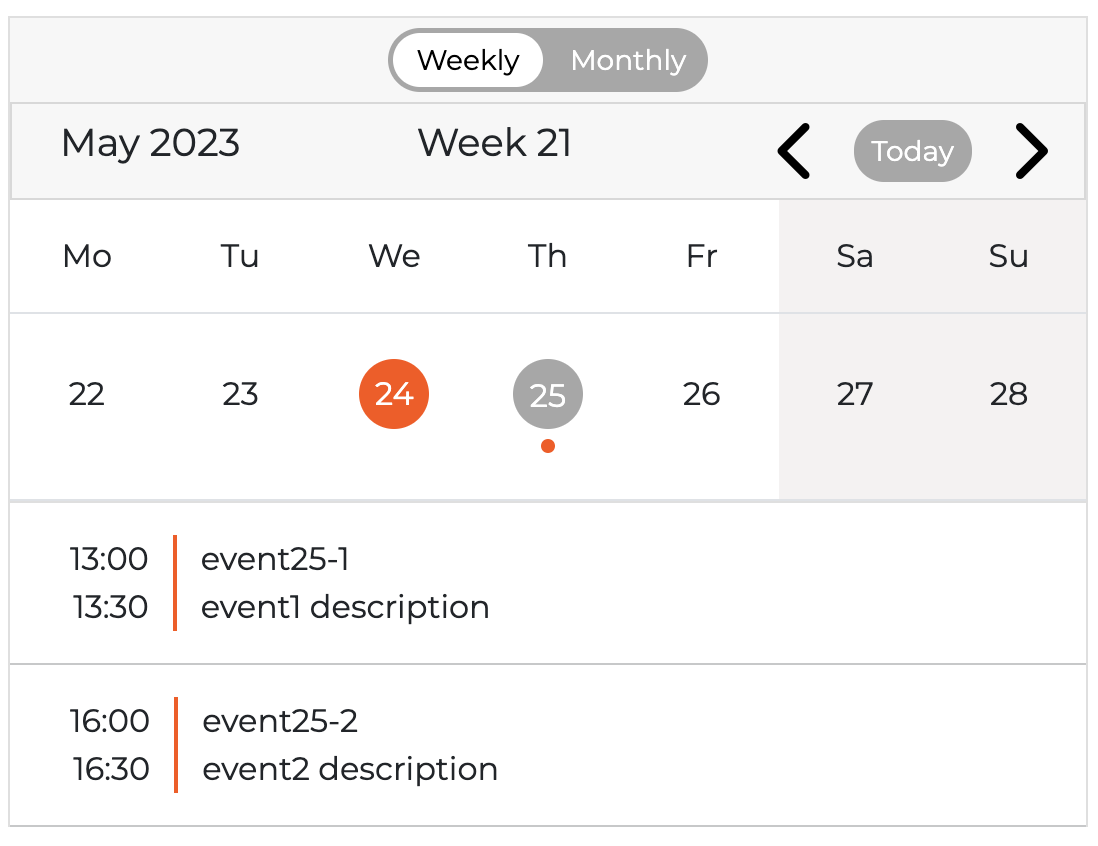 Weekly Monthly
May 2023 Week 21 Today
Mo Tu We Th Fr Sa Su
22 23 24 25 26 27 28
13:00 event25-1
13:30 event1 description
16:00 event25-2
16:30 event2 description